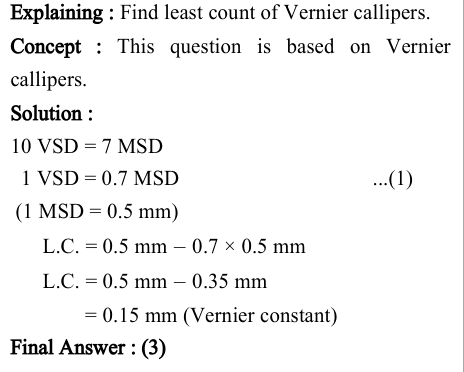 Explaining : Find least count of Vernier callipers.
Concept : This question is based on Vernier
callipers.
Solution :
10 VSD = 7 MSD
1 VSD = 0.7 MSD ...(1)
(1 MSD = 0.5 mm)
L.C. = 0.5 mm − 0.7 × 0.5 mm
L.C. = 0.5 mm − 0.35 mm
= 0.15 mm (Vernier constant)
Final Answer : (3)